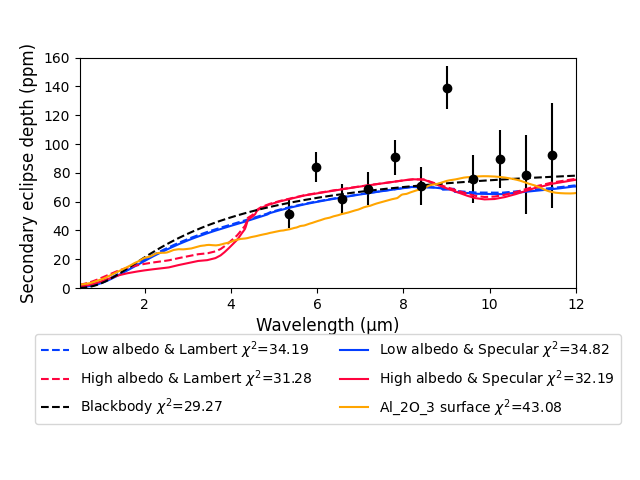 160
140
120
100
80
60
40
20
0
Secondary eclipse depth (ppm)
2 4 6 8 10 12
Wavelength (μm)
Low albedo & Lambert χ²=34.19
High albedo & Lambert χ²=31.28
Blackbody χ²=29.27
Low albedo & Specular χ²=34.82
High albedo & Specular χ²=32.19
Al_2O_3 surface χ²=43.08